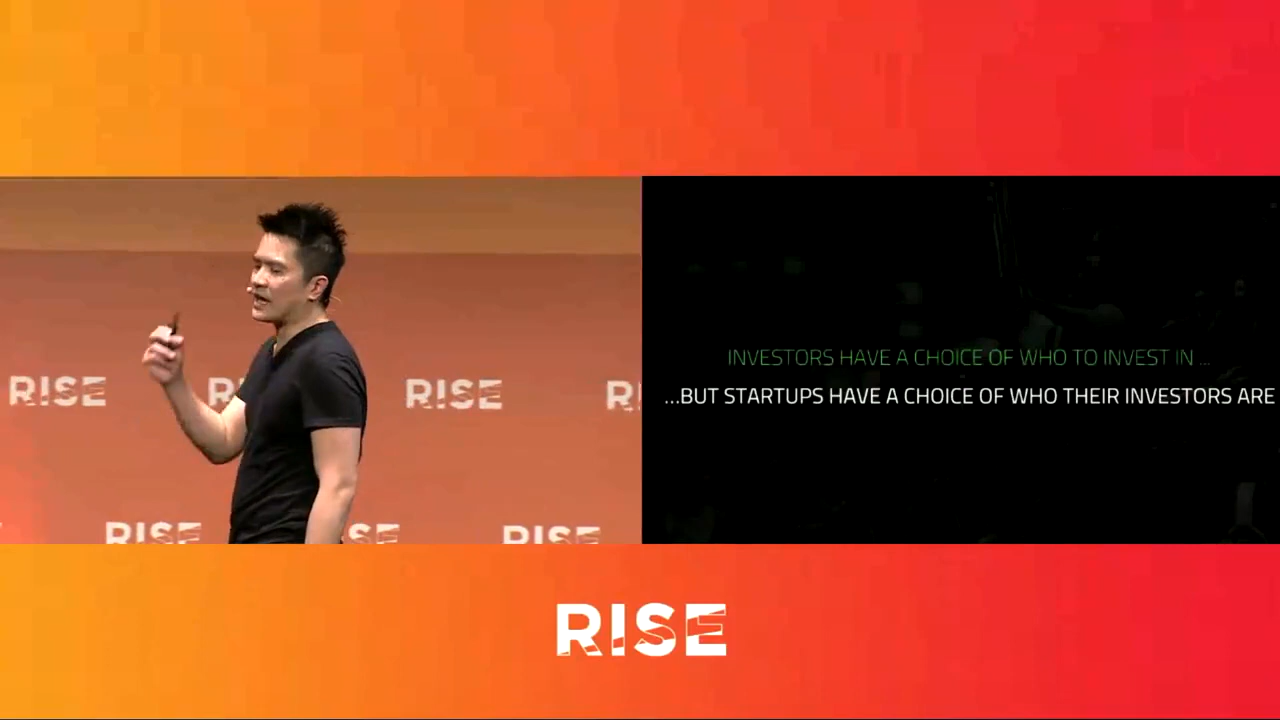 RISE RISE RISE
RISE RISE
INVESTORS HAVE A CHOICE OF WHO TO INVEST IN ...
...BUT STARTUPS HAVE A CHOICE OF WHO THEIR INVESTORS ARE
RISE